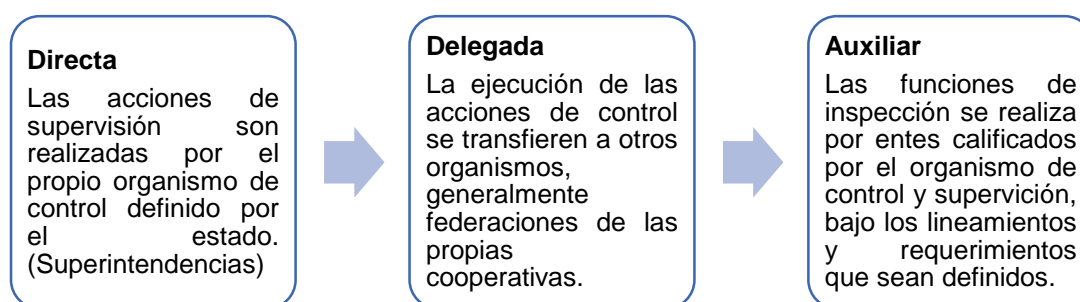 Directa
Las acciones de
supervisión son
realizadas por el
propio organismo de
control definido por
el estado.
(Superintendencias)
Delegada
La ejecución de las
acciones de control
se transfieren a otros
organismos,
generalmente
federaciones de las
propias
cooperativas.
Auxiliar
Las funciones de
inspección se realiza
por entes calificados
por el organismo de
control y supervición,
bajo los lineamientos
y requerimientos
que sean definidos.